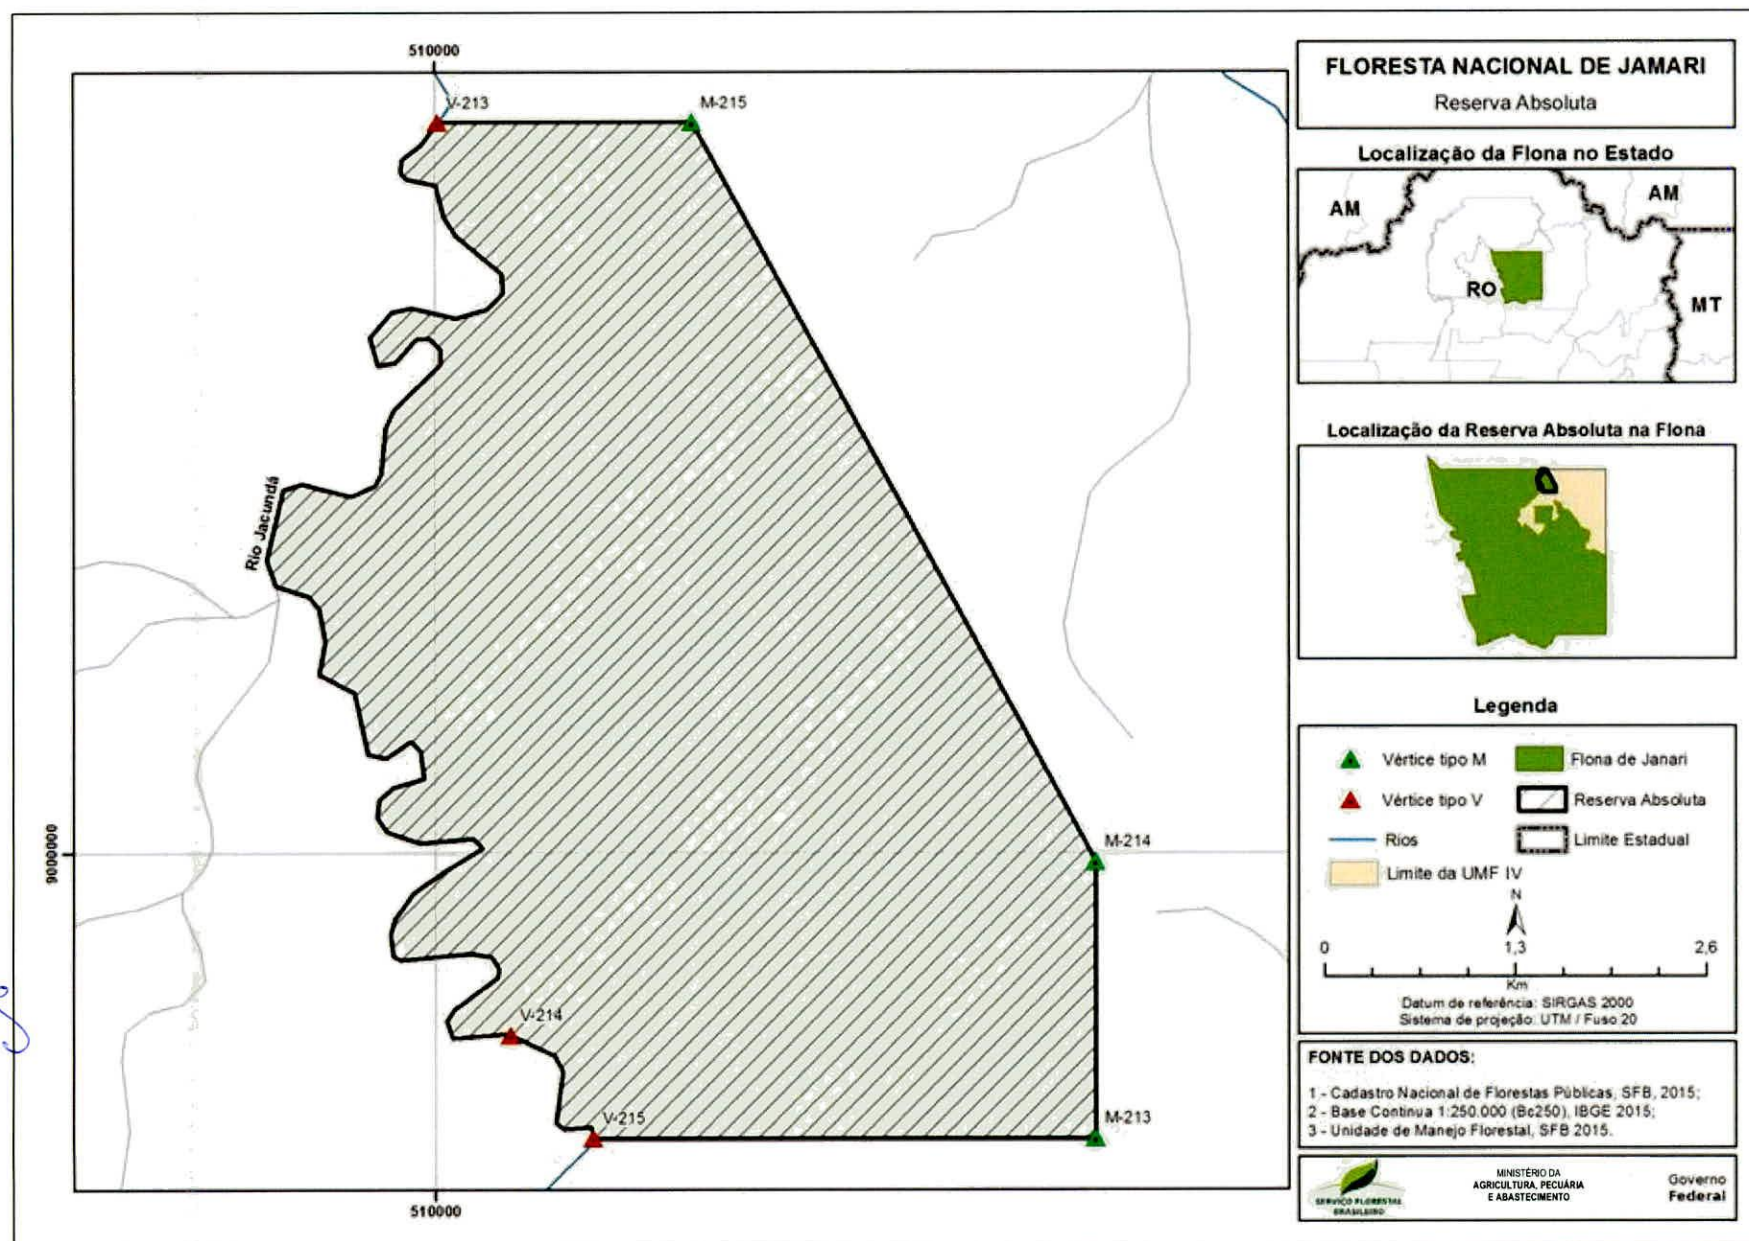 510000
V-213
M-215
Rio Jacundá
9000000
M-214
V-214
V-215
M-213
510000
FLORESTA NACIONAL DE JAMARI
Reserva Absoluta
Localização da Flona no Estado
AM
AM
RO
MT
Localização da Reserva Absoluta na Flona
Legenda
Vértice tipo M
Flona de Janari
Vértice tipo V
Reserva Absoluta
Rios
Limite Estadual
Limite da UMF IV
N
0 1,3 2,6
Km
Datum de referência: SIRGAS 2000
Sistema de projeção: UTM / Fuso 20
FONTE DOS DADOS:
1 - Cadastro Nacional de Florestas Públicas, SFB, 2015;
2 - Base Continua 1:250.000 (Bc250), IBGE 2015;
3 - Unidade de Manejo Florestal, SFB 2015.
SERVIÇO FLORESTAL
BRASILEIRO
MINISTÉRIO DA
AGRICULTURA, PECUÁRIA
E ABASTECIMENTO
Governo
Federal